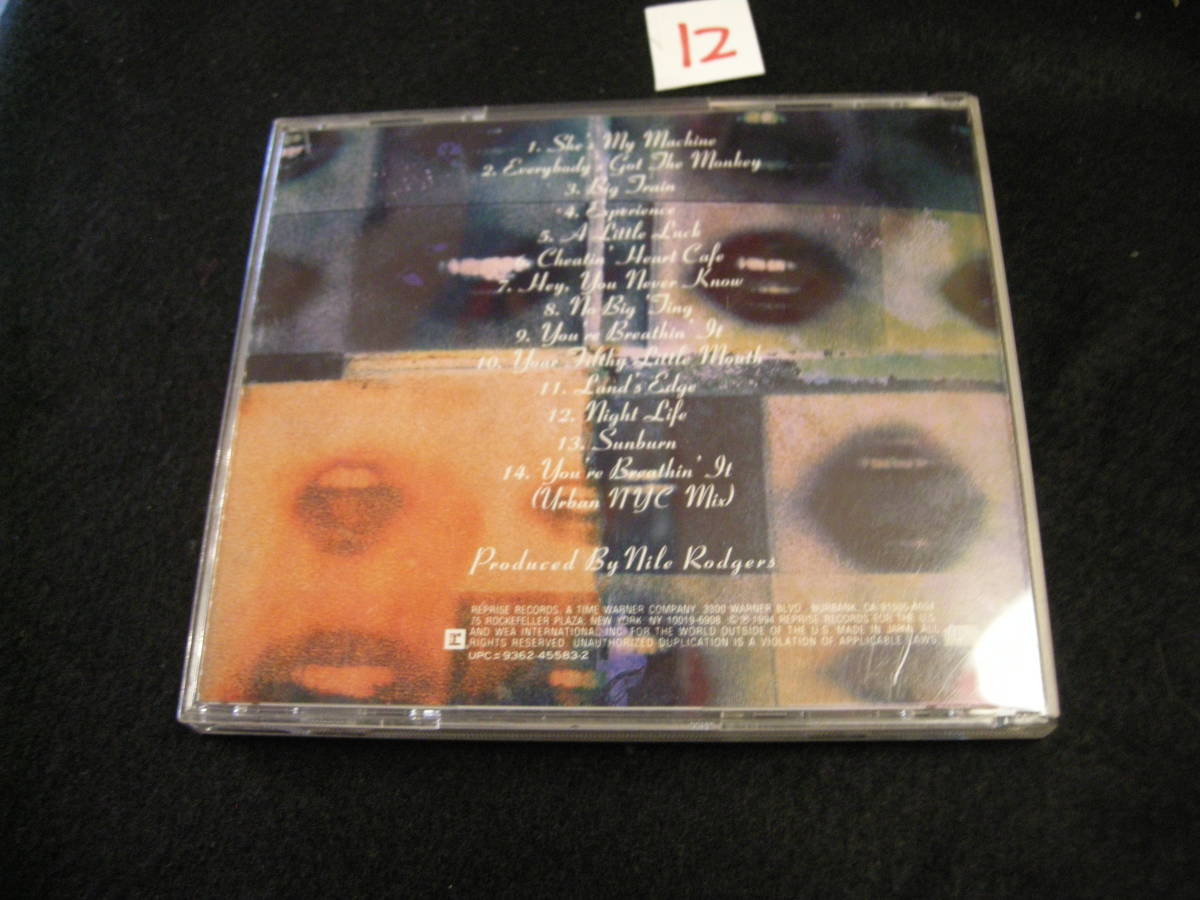 12
1. She's My Machine
2. Everybody's Got The Monkey
3. Big Train
4. Experience
5. A Little Luck
6. Cheatin' Heart Cafe
7. Hey, You Never Know
8. No Big 'Ting
9. You're Breathin' It
10. Your Filthy Little Mouth
11. Land's Edge
12. Night Life
13. Sunburn
14. You're Breathin' It
(Urban NYC Mix)
Produced By Nile Rodgers
REPRISE RECORDS, A TIME WARNER COMPANY, 3300 WARNER BLVD., BURBANK, CA
75 ROCKEFELLER PLAZA, NEW YORK, NY 10019-6908. © ℗ 1994 REPRISE RECORDS FOR THE U.S.
AND WEA INTERNATIONAL INC. FOR THE WORLD OUTSIDE OF THE U.S. MADE IN
r RIGHTS RESERVED. UNAUTHORIZED DUPLICATION IS A VIOLATION OF APPLICABLE LAWS.
UPC = 9362-45583-2